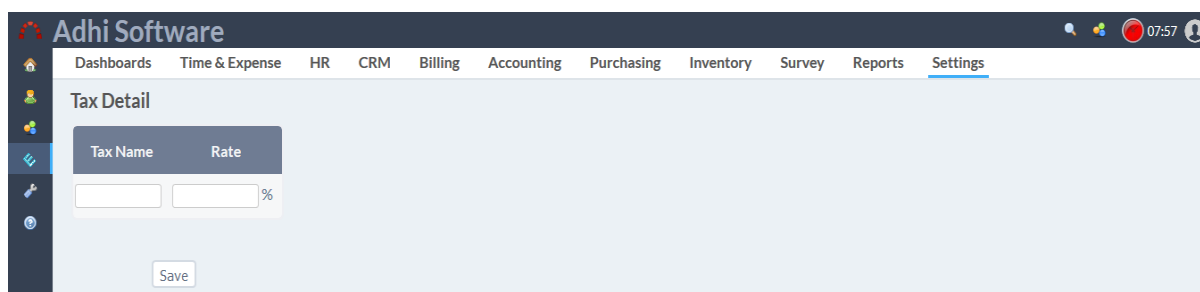 Adhi Software
07:57
Dashboards Time & Expense HR CRM Billing Accounting Purchasing Inventory Survey Reports Settings
Tax Detail
Tax Name Rate
%
Save